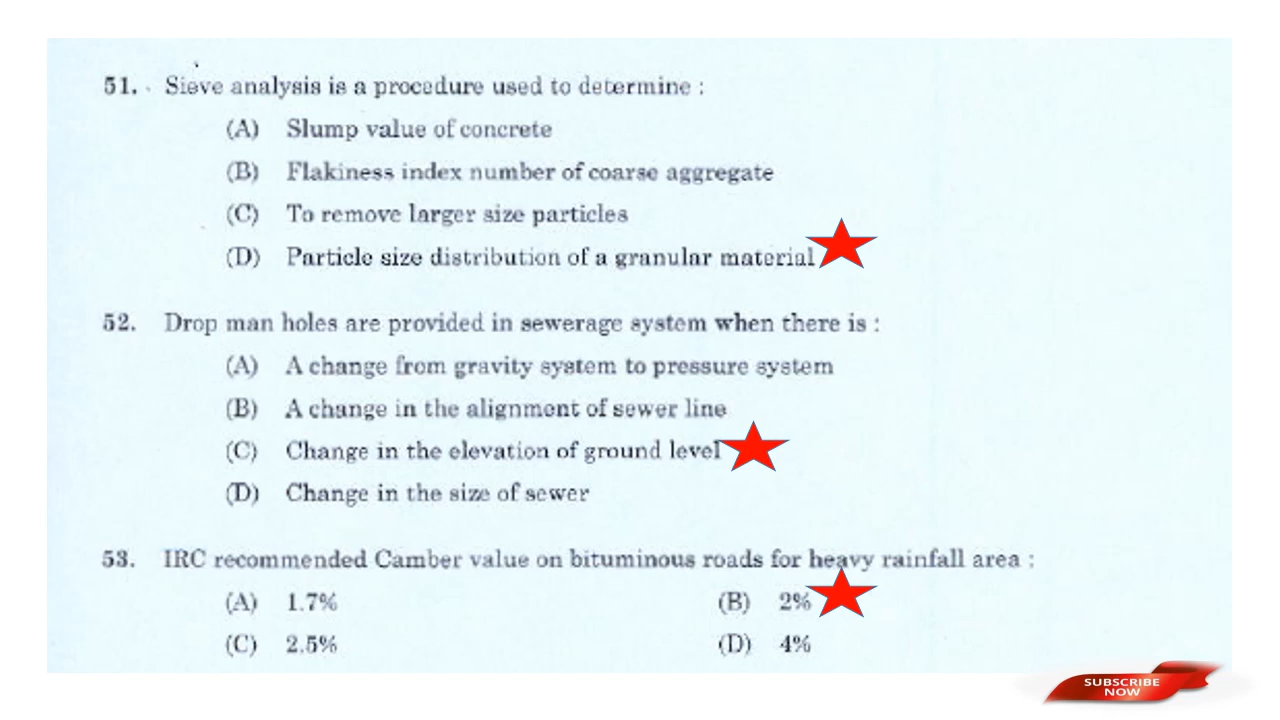 51. Sieve analysis is a procedure used to determine :
(A) Slump value of concrete
(B) Flakiness index number of coarse aggregate
(C) To remove larger size particles
(D) Particle size distribution of a granular material
52. Drop man holes are provided in sewerage system when there is :
(A) A change from gravity system to pressure system
(B) A change in the alignment of sewer line
(C) Change in the elevation of ground level
(D) Change in the size of sewer
53. IRC recommended Camber value on bituminous roads for heavy rainfall area :
(A) 1.7% (B) 2%
(C) 2.5% (D) 4%
SUBSCRIBE
NOW